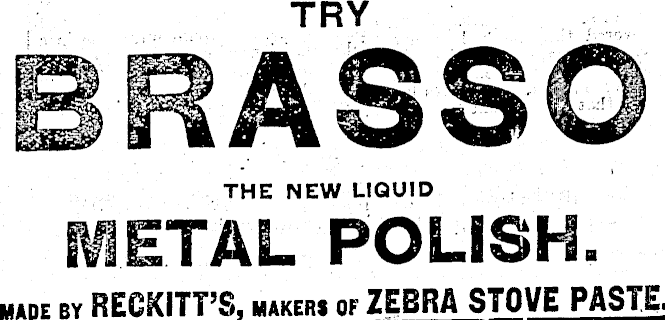 TRY
BRASSO
THE NEW LIQUID
METAL POLISH.
MADE BY RECKITT'S, MAKERS OF ZEBRA STOVE PASTE.